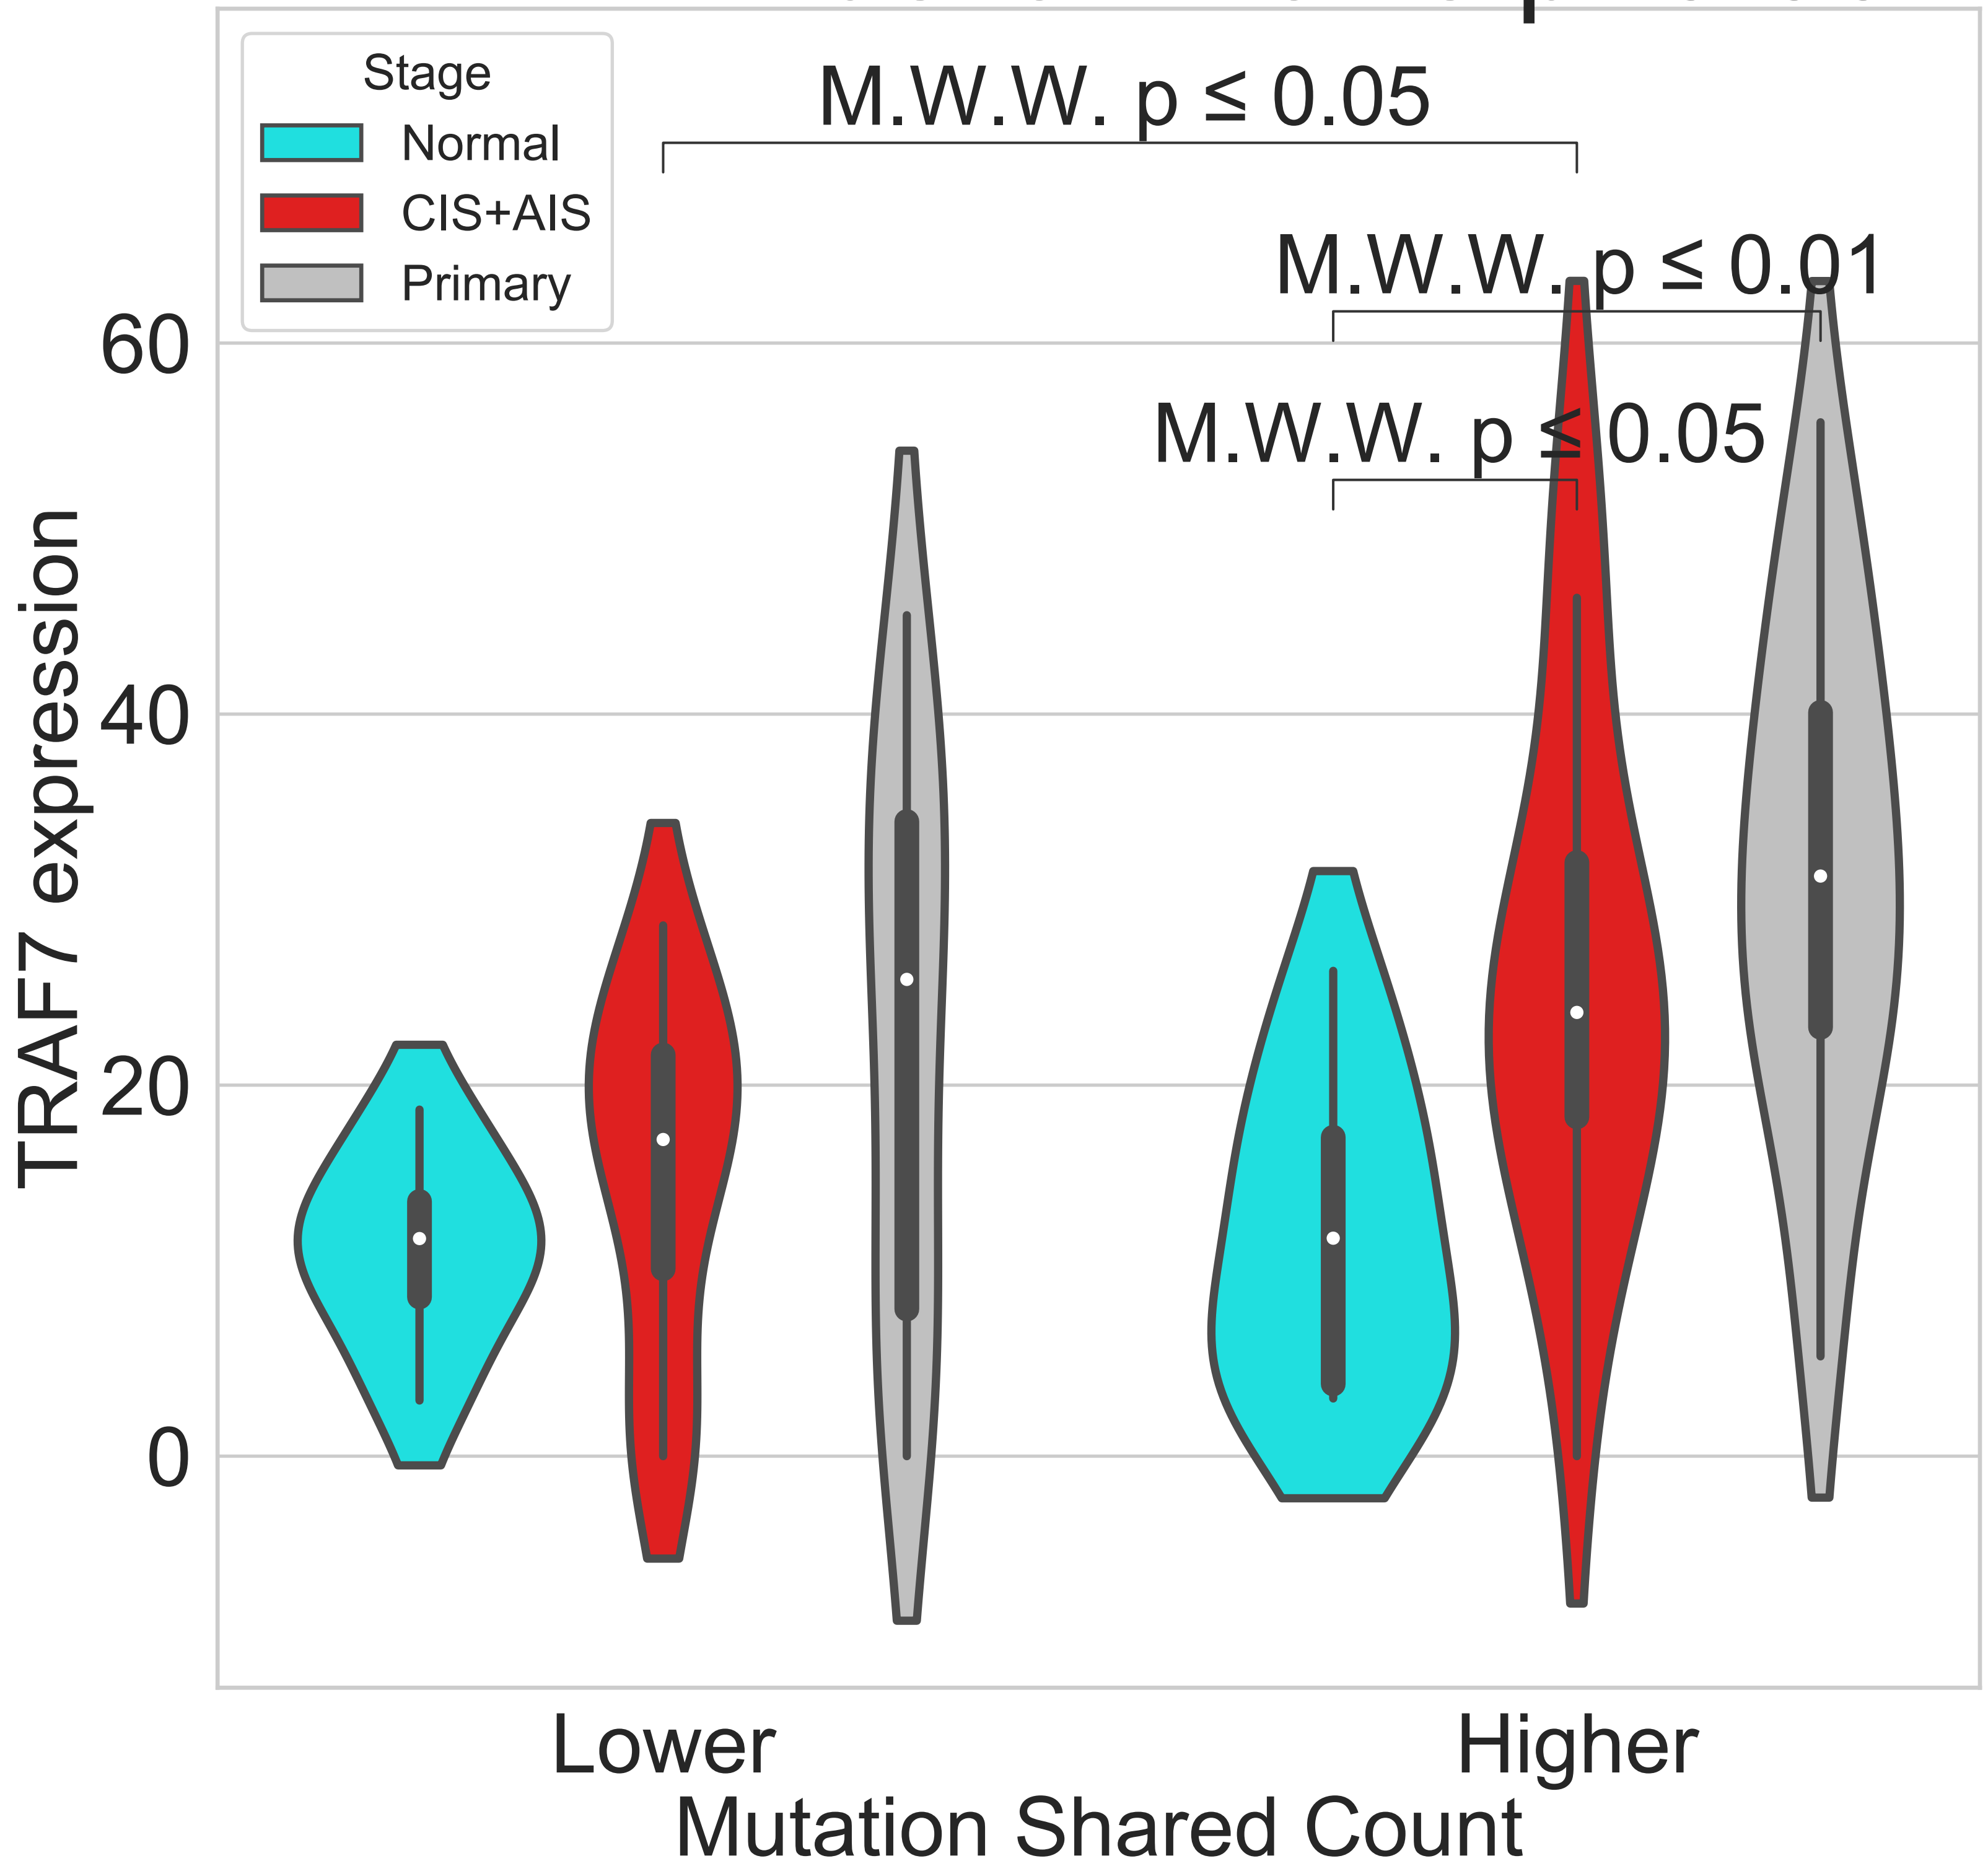 Stage
Normal
CIS+AIS
Primary
M.W.W. p ≤ 0.05
M.W.W. p ≤ 0.01
M.W.W. p ≤ 0.05
TRAF7 expression
60
40
20
0
Lower
Higher
Mutation Shared Count